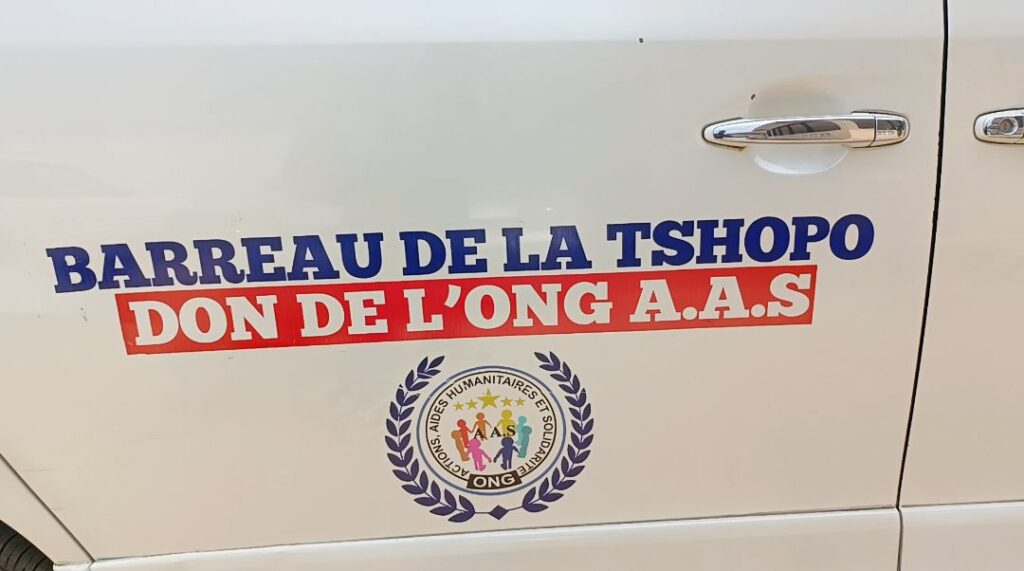 BARREAU DE LA TSHOPO
DON DE L'ONG A.A.S
ACTIONS, AIDES HUMANITAIRES ET SOLIDARITE
A.A.S
ONG